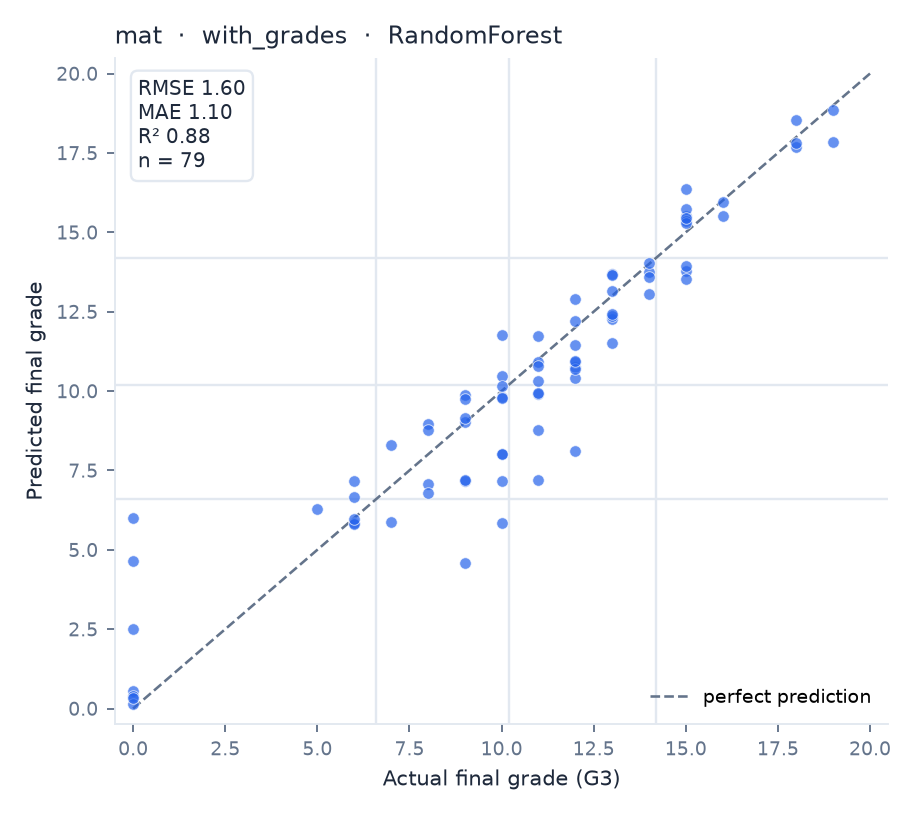 mat · with_grades · RandomForest
RMSE 1.60
MAE 1.10
R² 0.88
n = 79
20.0
17.5
15.0
12.5
10.0
7.5
5.0
2.5
0.0
Predicted final grade
perfect prediction
0.0 2.5 5.0 7.5 10.0 12.5 15.0 17.5 20.0
Actual final grade (G3)